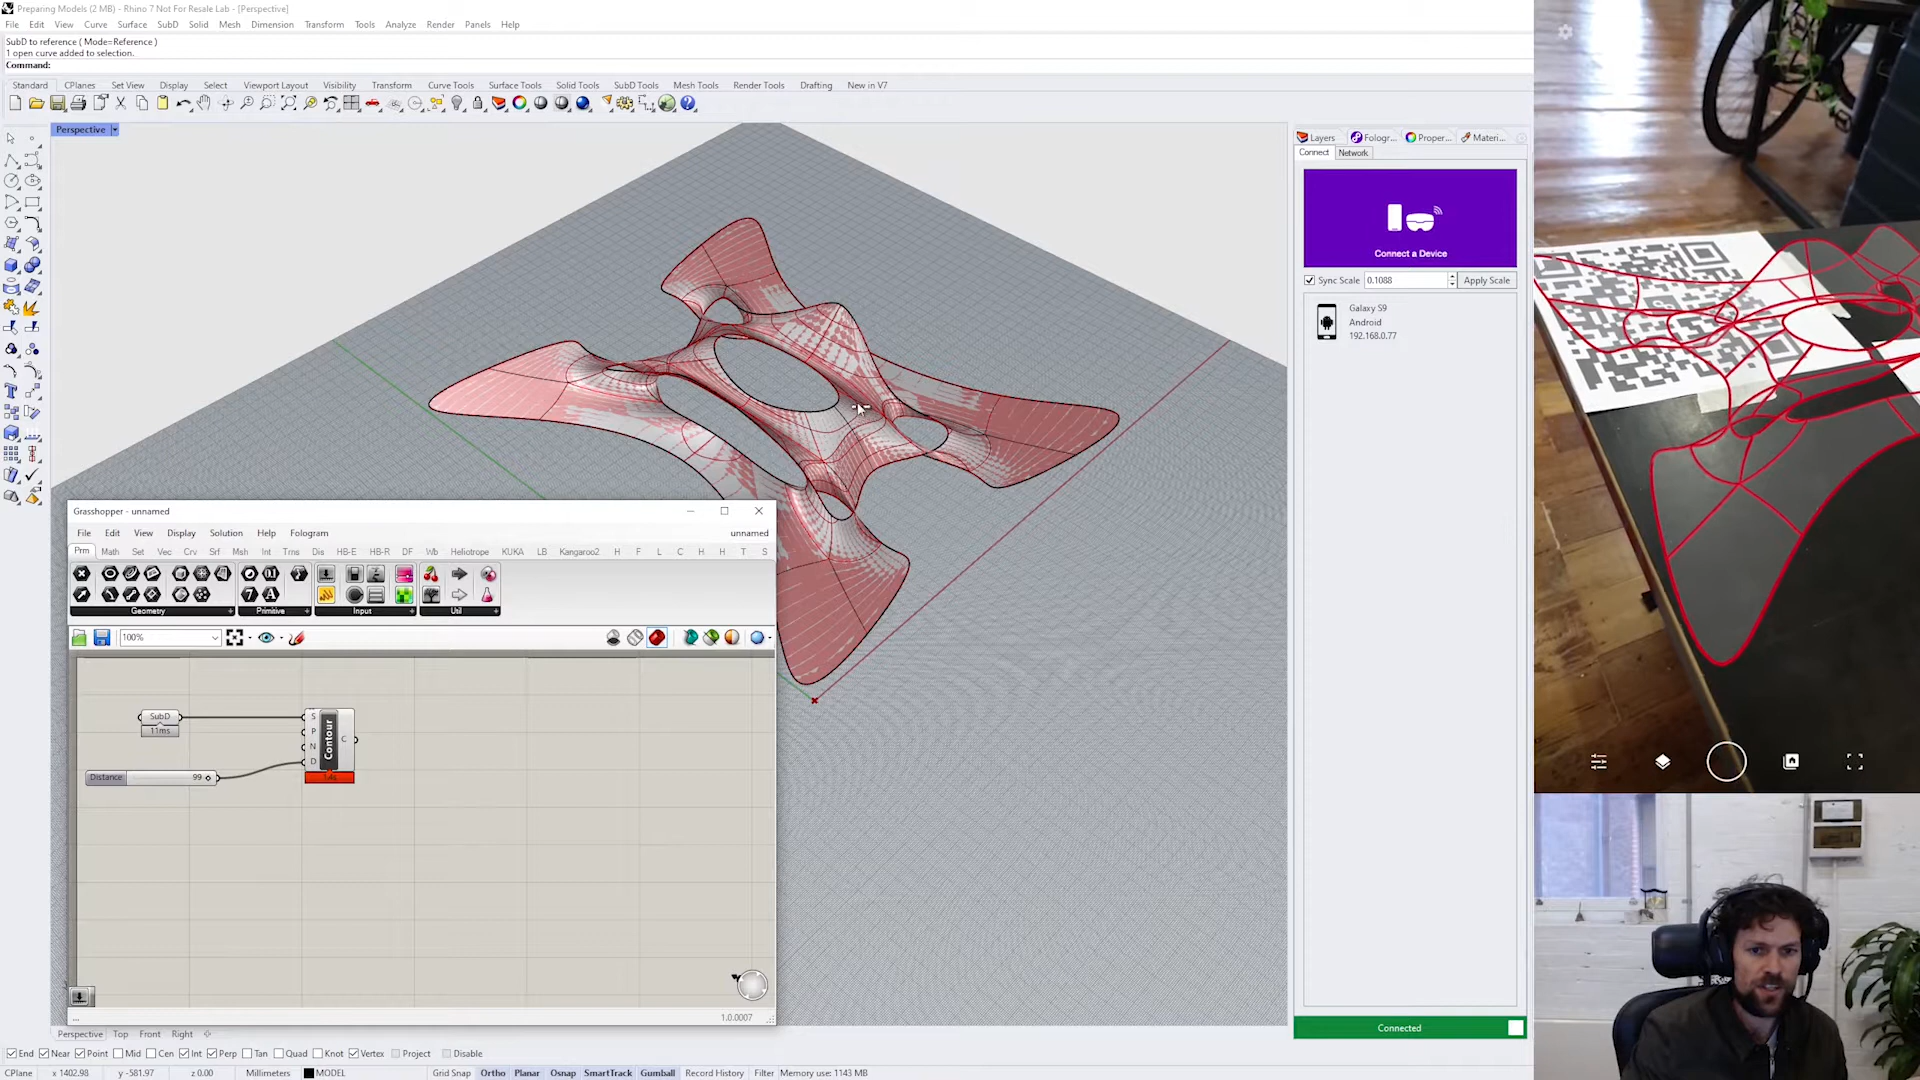 Preparing Models (2 MB) - Rhino 7 Not For Resale Lab - [Perspective]
File Edit View Curve Surface SubD Solid Mesh Dimension Transform Tools Analyze Render Panels Help
SubD to reference ( Mode=Reference )
1 open curve added to selection.
Command:
Standard CPlanes Set View Display Select Viewport Layout Visibility Transform Curve Tools Surface Tools Solid Tools SubD Tools Mesh Tools Render Tools Drafting New in V7
Perspective
Layers Fologr... Proper... Materi...
Connect Network
Connect a Device
Sync Scale 0.1088 Apply Scale
Galaxy S9
Android
192.168.0.77
Grasshopper - unnamed
File Edit View Display Solution Help Fologram unnamed
Prm Math Set Vec Crv Srf Msh Int Trns Dis HB-E HB-R DF Wb Heliotrope KUKA LB Kangaroo2 H F L C H H T S
Geometry Primitive Input Util
100%
SubD
11ms
S
P
N
D
Contour
C
Distance 99
1.0.0007
Connected
Perspective Top Front Right
End Near Point Mid Cen Int Perp Tan Quad Knot Vertex Project Disable
CPlane x 1402.98 y -581.97 z 0.00 Millimeters MODEL Grid Snap Ortho Planar Osnap SmartTrack Gumball Record History Filter Memory use: 1143 MB